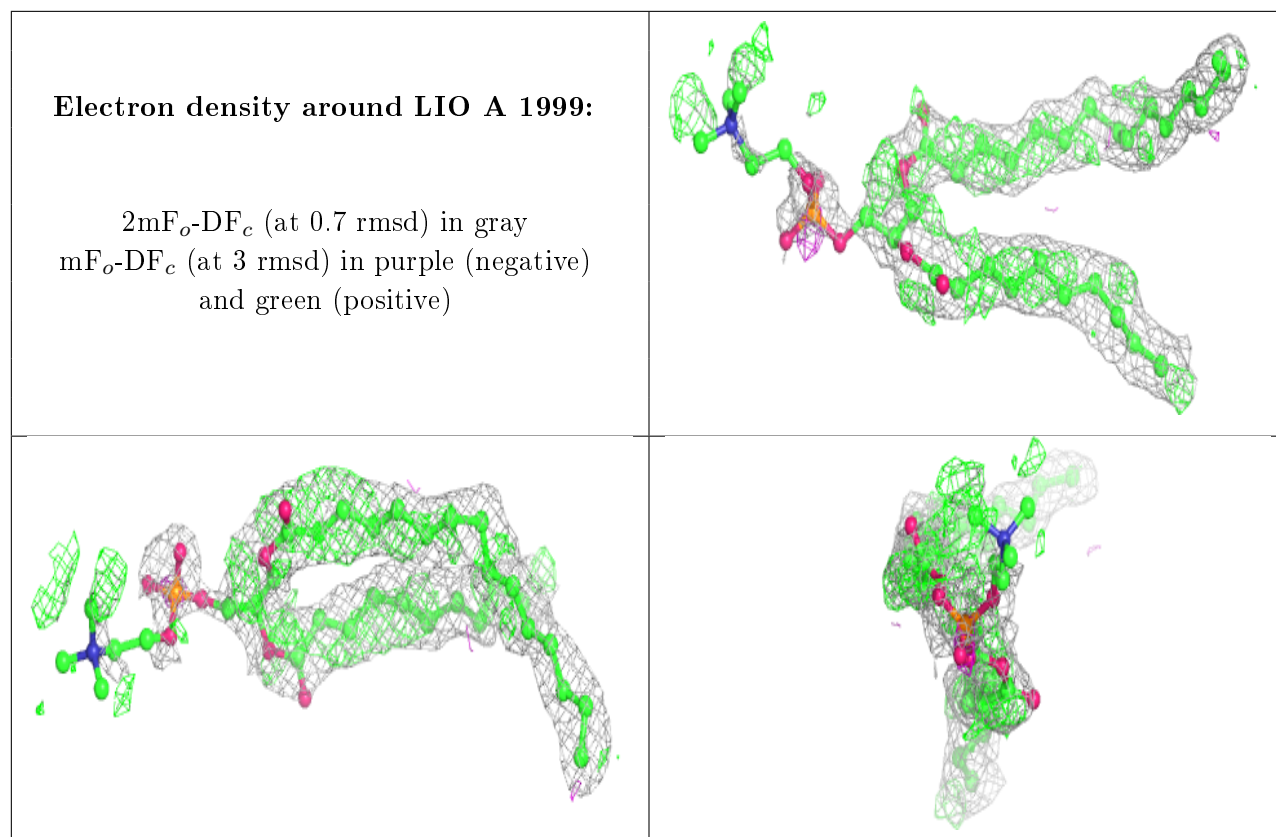 Electron density around LIO A 1999:
2mFₒ-DF𝒸 (at 0.7 rmsd) in gray
mFₒ-DF𝒸 (at 3 rmsd) in purple (negative)
and green (positive)